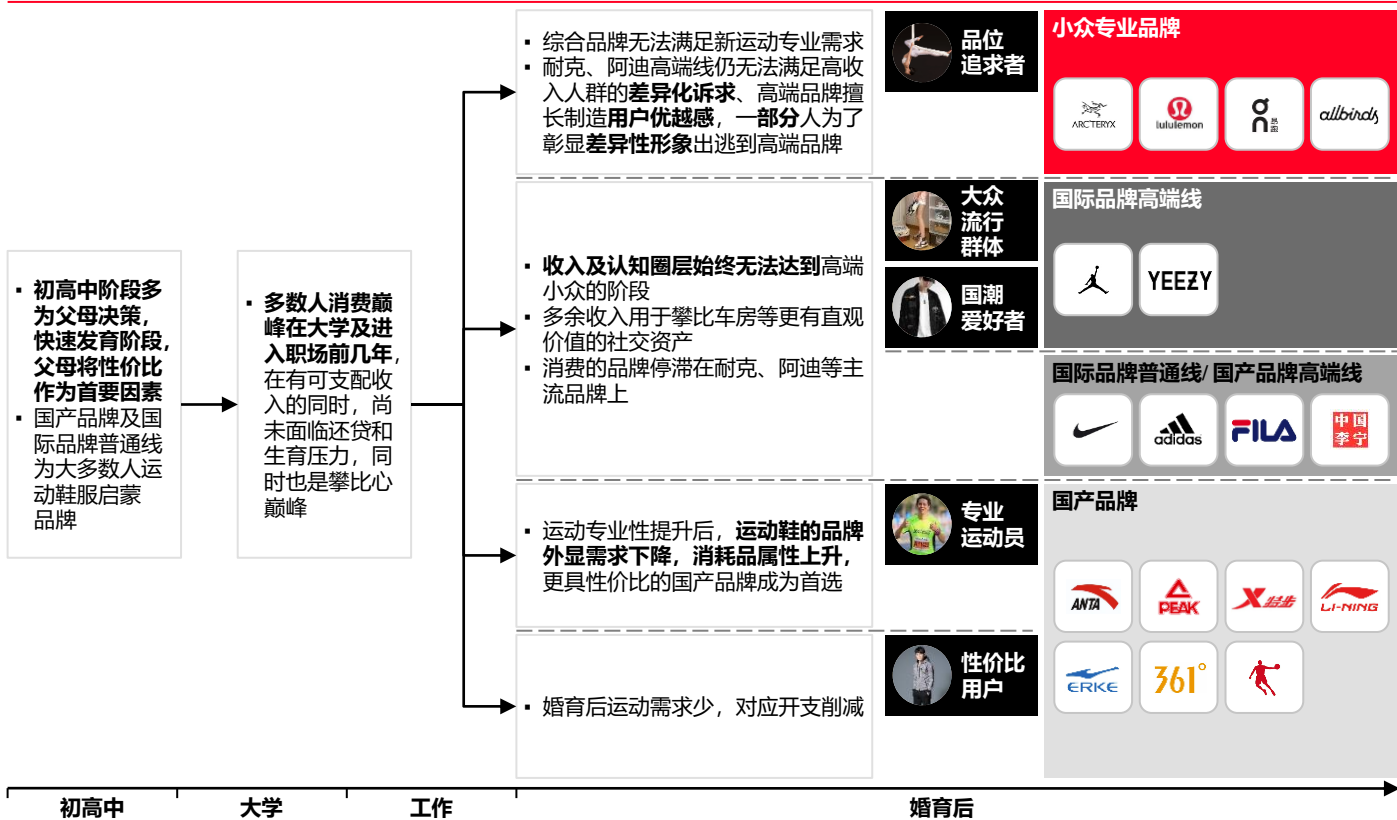 ▪ 初高中阶段多
为父母决策，
快速发育阶段，
父母将性价比
作为首要因素
▪ 国产品牌及国
际品牌普通线
为大多数人运
动鞋服启蒙
品牌
▪ 多数人消费巅
峰在大学及进
入职场前几年，
在有可支配收
入的同时，尚
未面临还贷和
生育压力，同
时也是攀比心
巅峰
▪ 综合品牌无法满足新运动专业需求
▪ 耐克、阿迪高端线仍无法满足高收
入人群的差异化诉求、高端品牌擅
长制造用户优越感，一部分人为了
彰显差异性形象出逃到高端品牌
品位
追求者
小众专业品牌
ARC'TERYX
lululemon
on
昂跑
allbirds
▪ 收入及认知圈层始终无法达到高端
小众的阶段
▪ 多余收入用于攀比车房等更有直观
价值的社交资产
▪ 消费的品牌停滞在耐克、阿迪等主
流品牌上
大众
流行
群体
国潮
爱好者
国际品牌高端线
YEEZY
国际品牌普通线/ 国产品牌高端线
adidas
FILA
中国
李宁
▪ 运动专业性提升后，运动鞋的品牌
外显需求下降，消耗品属性上升，
更具性价比的国产品牌成为首选
专业
运动员
国产品牌
ANTA
PEAK
X特步
LI-NING
ERKE
361°
▪ 婚育后运动需求少，对应开支削减
性价比
用户
初高中
大学
工作
婚育后